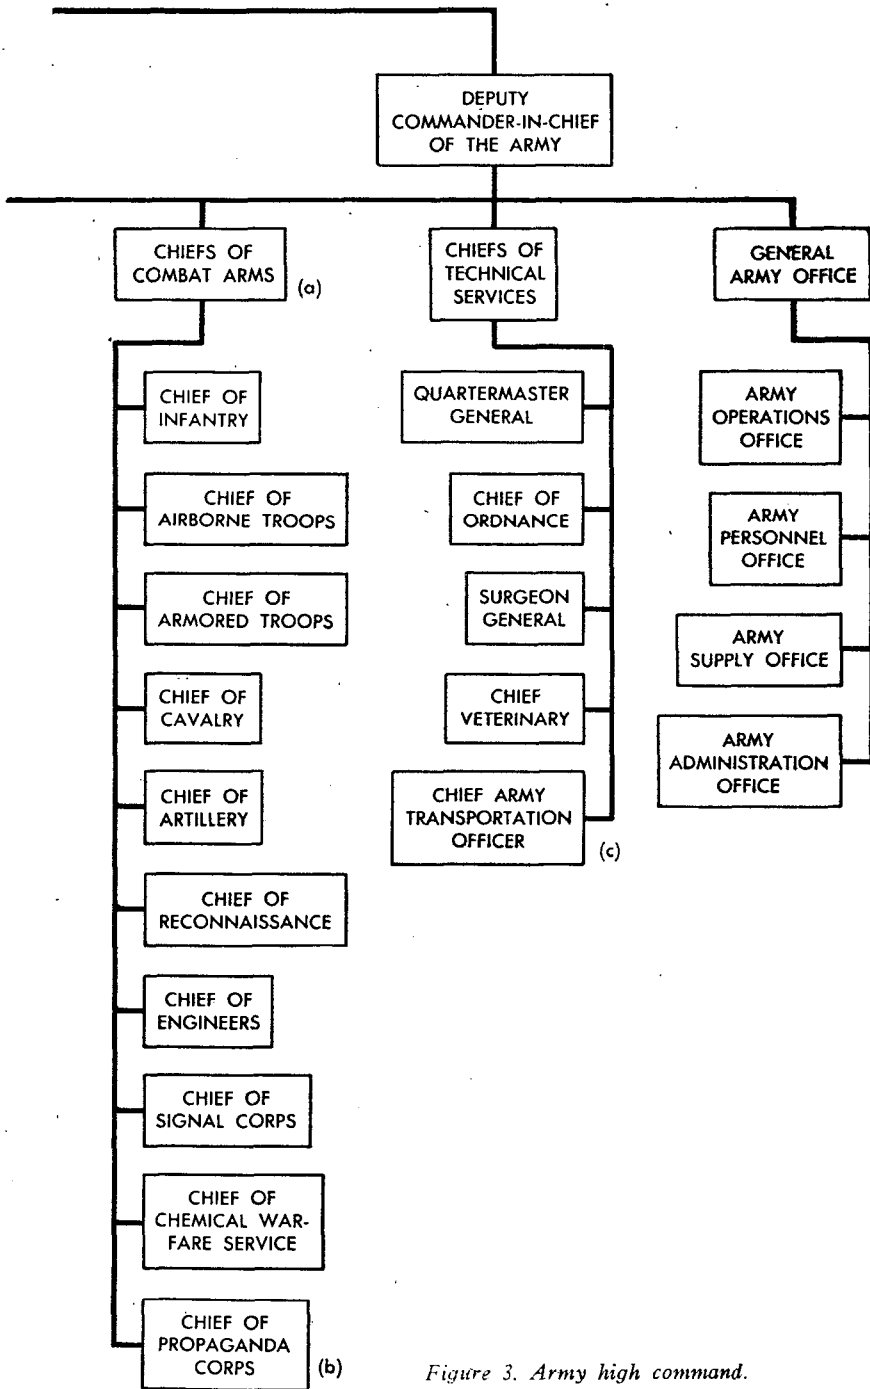 DEPUTY
COMMANDER-IN-CHIEF
OF THE ARMY
CHIEFS OF
COMBAT ARMS
(a)
CHIEF OF
INFANTRY
CHIEF OF
AIRBORNE TROOPS
CHIEF OF
ARMORED TROOPS
CHIEF OF
CAVALRY
CHIEF OF
ARTILLERY
CHIEF OF
RECONNAISSANCE
CHIEF OF
ENGINEERS
CHIEF OF
SIGNAL CORPS
CHIEF OF
CHEMICAL WAR-
FARE SERVICE
CHIEF OF
PROPAGANDA
CORPS
(b)
CHIEFS OF
TECHNICAL
SERVICES
QUARTERMASTER
GENERAL
CHIEF OF
ORDNANCE
SURGEON
GENERAL
CHIEF
VETERINARY
CHIEF ARMY
TRANSPORTATION
OFFICER
(c)
GENERAL
ARMY OFFICE
ARMY
OPERATIONS
OFFICE
ARMY
PERSONNEL
OFFICE
ARMY
SUPPLY OFFICE
ARMY
ADMINISTRATION
OFFICE
Figure 3. Army high command.